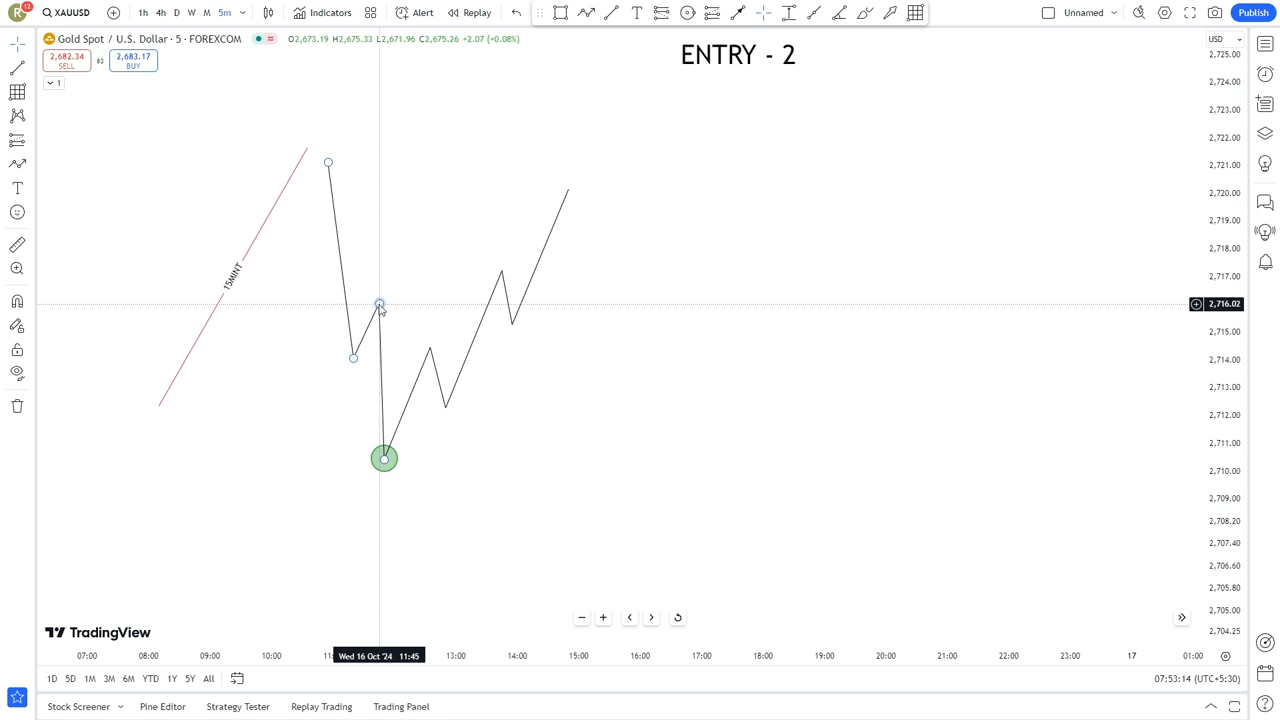 R 12 XAUUSD 1h 4h D W M 5m Indicators Alert Replay Unnamed Publish
Gold Spot / U.S. Dollar · 5 · FOREXCOM O2,673.19 H2,675.33 L2,671.96 C2,675.26 +2.07 (+0.08%)
USD
ENTRY - 2
2,682.34 SELL 83 2,683.17 BUY
1
2,725.00
2,724.00
2,723.00
2,722.00
2,721.00
2,720.00
2,719.00
2,718.00
2,717.00
2,716.02
2,715.00
2,714.00
2,713.00
2,712.00
2,711.00
2,710.00
2,709.00
2,708.20
2,707.40
2,706.60
2,705.80
2,705.00
2,704.25
15MINT
TradingView
07:00 08:00 09:00 10:00 11: Wed 16 Oct '24 11:45 13:00 14:00 15:00 16:00 17:00 18:00 19:00 20:00 21:00 22:00 23:00 17 01:00
1D 5D 1M 3M 6M YTD 1Y 5Y All 07:53:14 (UTC+5:30)
Stock Screener Pine Editor Strategy Tester Replay Trading Trading Panel